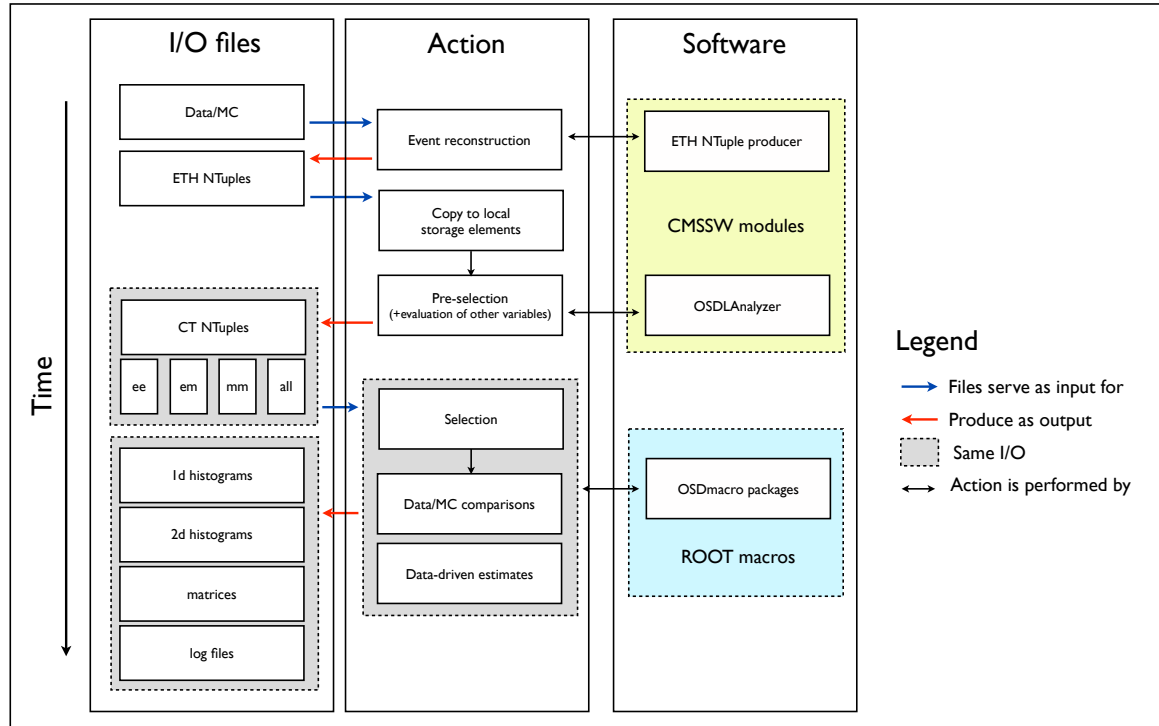 I/O files
Action
Software
Time
Data/MC
ETH NTuples
CT NTuples
ee
em
mm
all
1d histograms
2d histograms
matrices
log files
Event reconstruction
Copy to local
storage elements
Pre-selection
(+evaluation of other variables)
Selection
Data/MC comparisons
Data-driven estimates
ETH NTuple producer
CMSSW modules
OSDLAnalyzer
OSDmacro packages
ROOT macros
Legend
Files serve as input for
Produce as output
Same I/O
Action is performed by